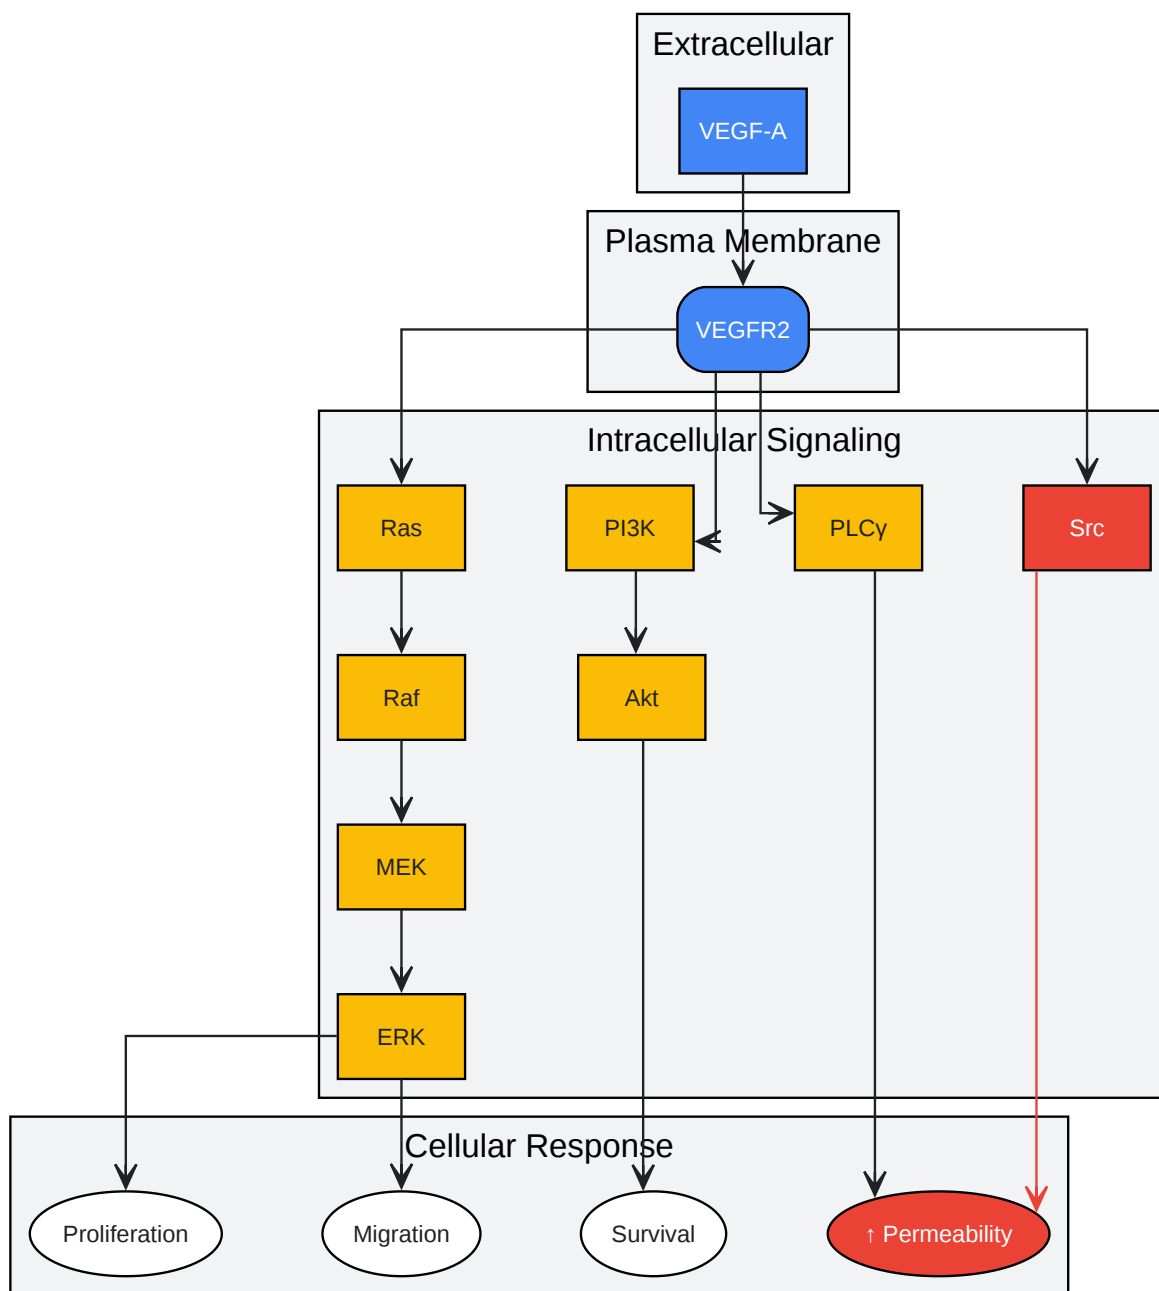 Extracellular
VEGF-A
Plasma Membrane
VEGFR2
Intracellular Signaling
Ras
PI3K
PLCγ
Src
Raf
Akt
MEK
ERK
Cellular Response
Proliferation
Migration
Survival
↑ Permeability